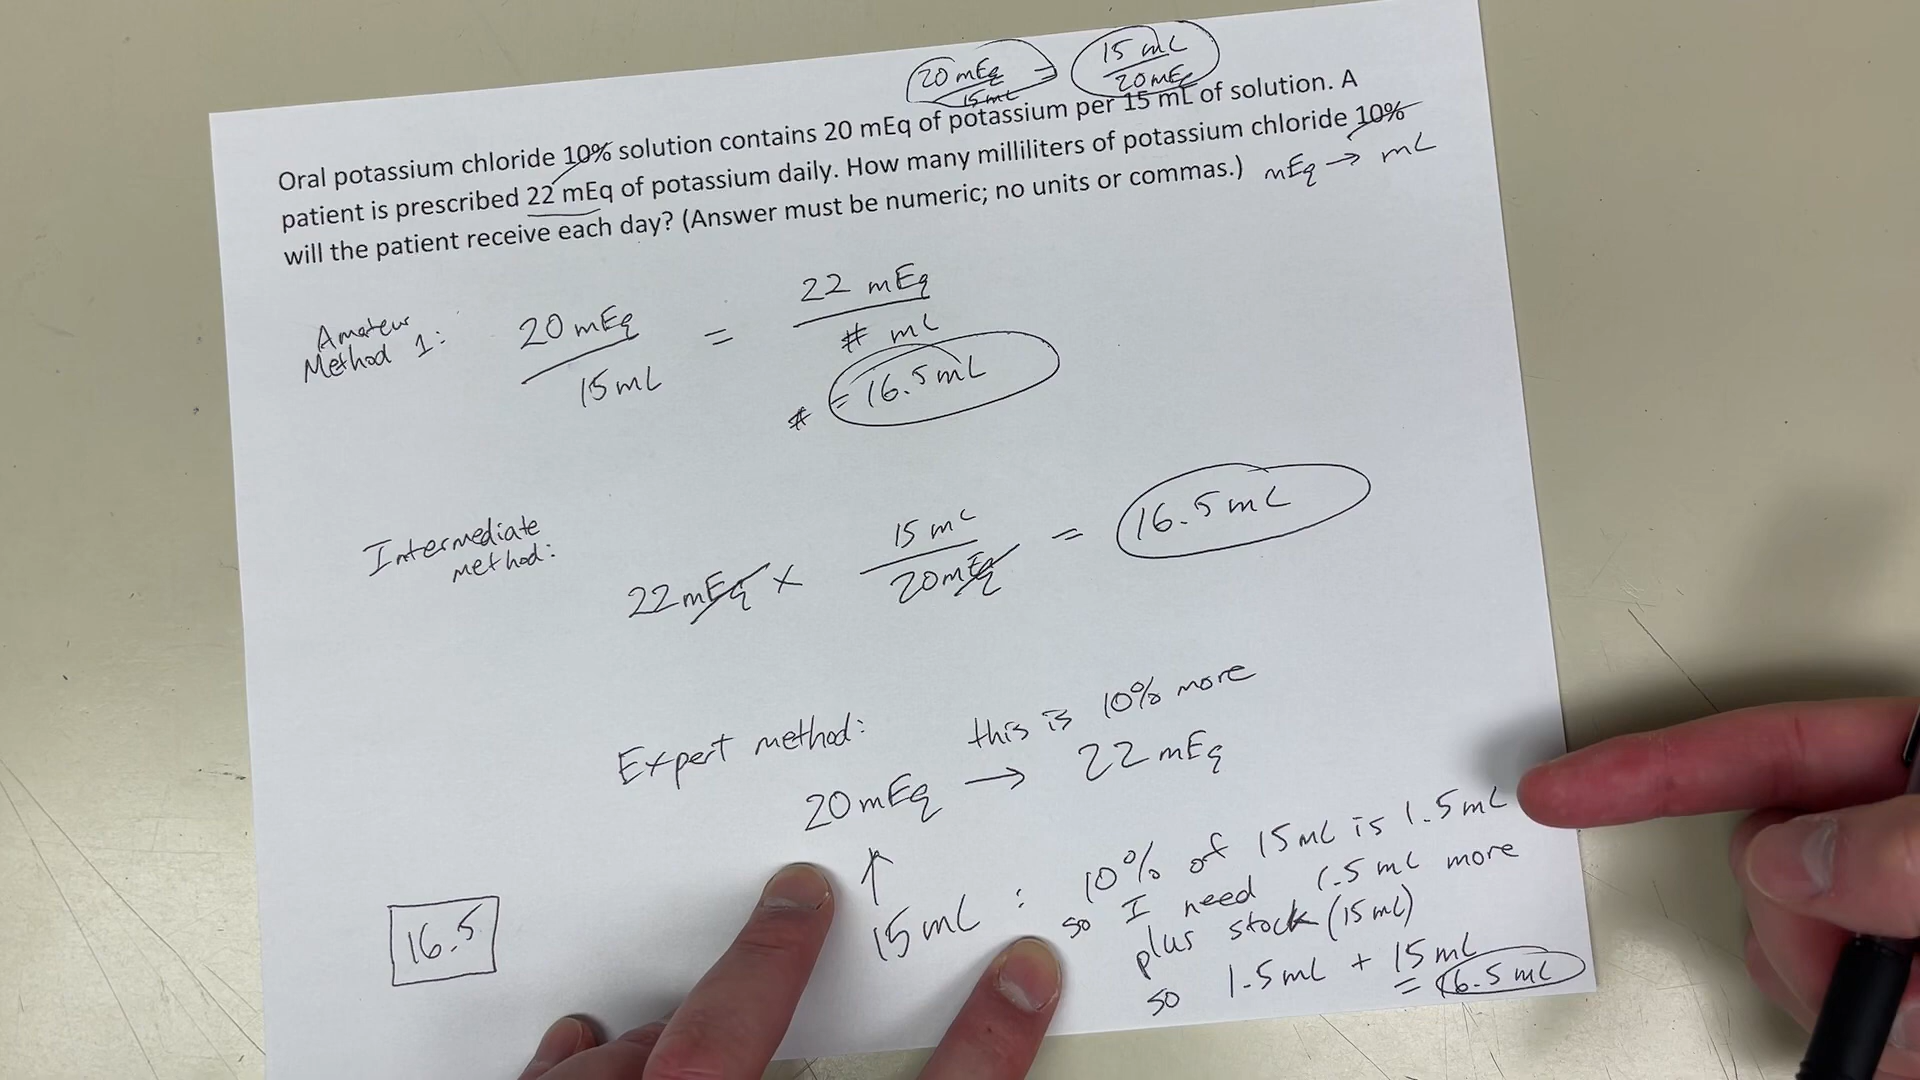 20 mEq = 15 mL
15mL 20mEq
Oral potassium chloride 10% solution contains 20 mEq of potassium per 15 mL of solution. A
patient is prescribed 22 mEq of potassium daily. How many milliliters of potassium chloride 10%
will the patient receive each day? (Answer must be numeric; no units or commas.) mEq → mL
Amateur
Method 1:
20 mEq = 22 mEq
15 mL # mL
# = 16.5 mL
Intermediate
method:
22 mEq × 15 mL = 16.5 mL
20 mEq
Expert method: this is 10% more
20 mEq → 22 mEq
↑
15 mL : 10% of 15 mL is 1.5 mL
so I need 1.5 mL more
plus stock (15 mL)
so 1.5 mL + 15 mL
= 16.5 mL
16.5